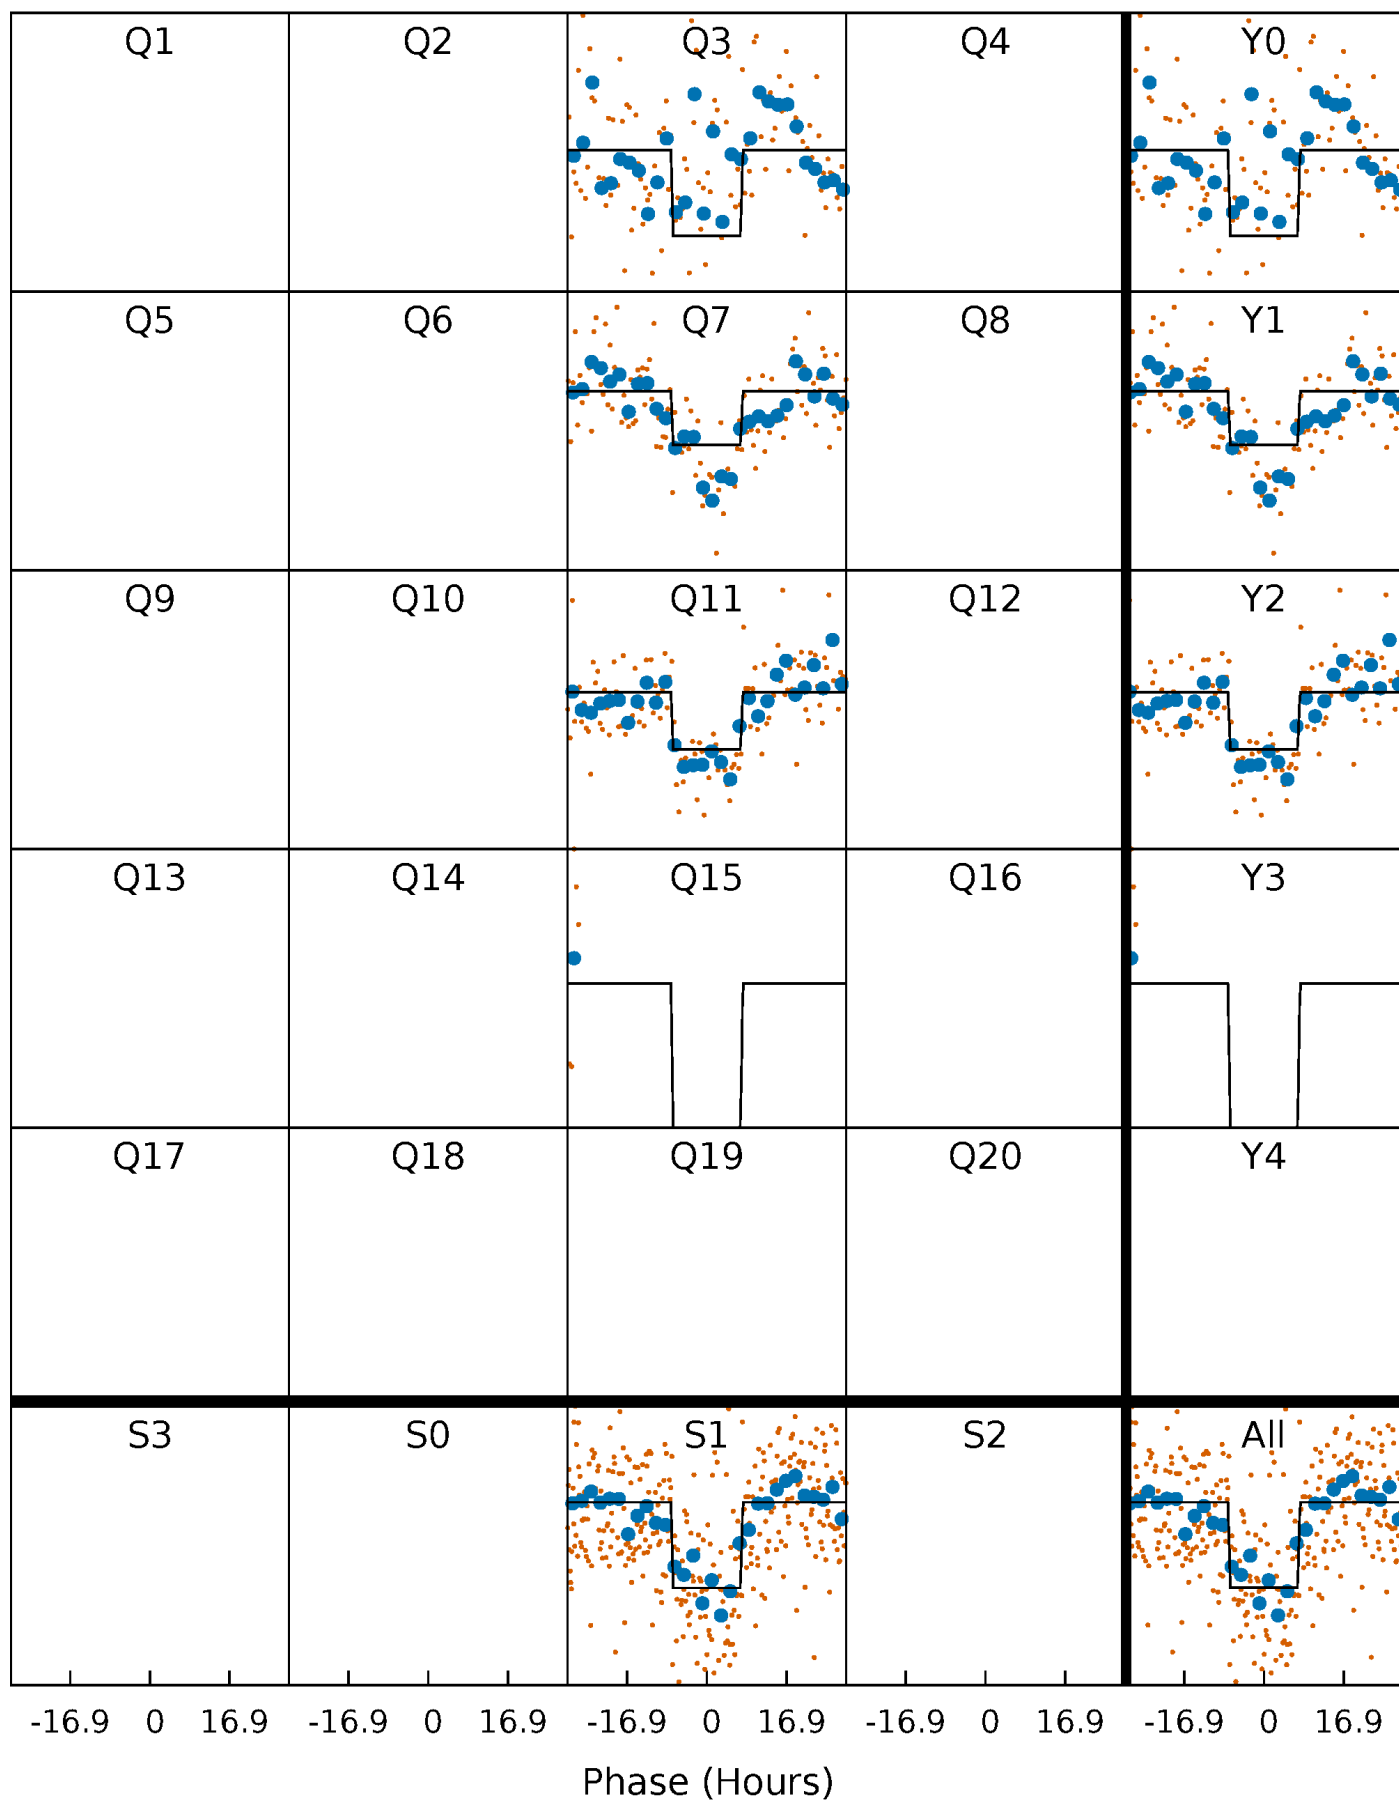 Q1 Q2 Q3 Q4 Y0
Q5 Q6 Q7 Q8 Y1
Q9 Q10 Q11 Q12 Y2
Q13 Q14 Q15 Q16 Y3
Q17 Q18 Q19 Q20 Y4
S3 S0 S1 S2 All
-16.9 0 16.9 -16.9 0 16.9 -16.9 0 16.9 -16.9 0 16.9 -16.9 0 16.9
Phase (Hours)